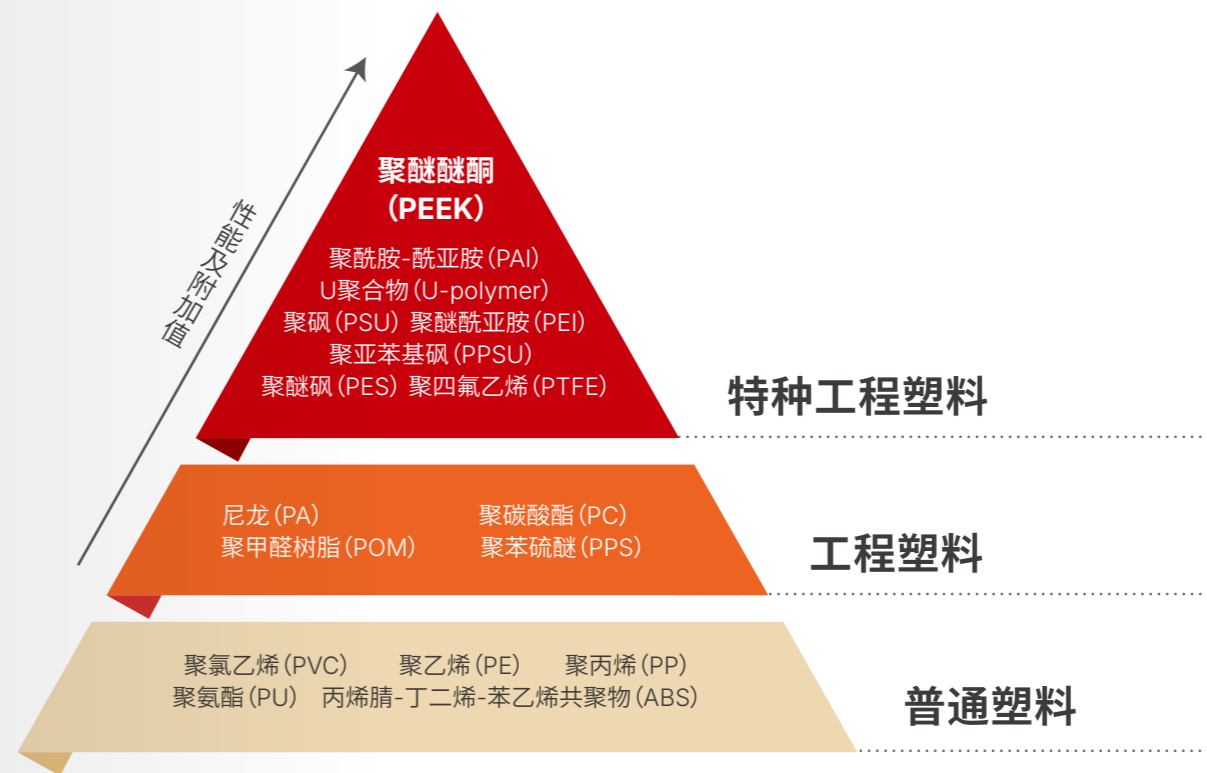 性能及附加值
聚醚醚酮
（PEEK）
聚酰胺-酰亚胺（PAI）
U聚合物（U-polymer）
聚砜（PSU） 聚醚酰亚胺（PEI）
聚亚苯基砜（PPSU）
聚醚砜（PES） 聚四氟乙烯（PTFE）
特种工程塑料
尼龙（PA） 聚碳酸酯（PC）
聚甲醛树脂（POM） 聚苯硫醚（PPS）
工程塑料
聚氯乙烯（PVC） 聚乙烯（PE） 聚丙烯（PP）
聚氨酯（PU） 丙烯腈-丁二烯-苯乙烯共聚物（ABS）
普通塑料